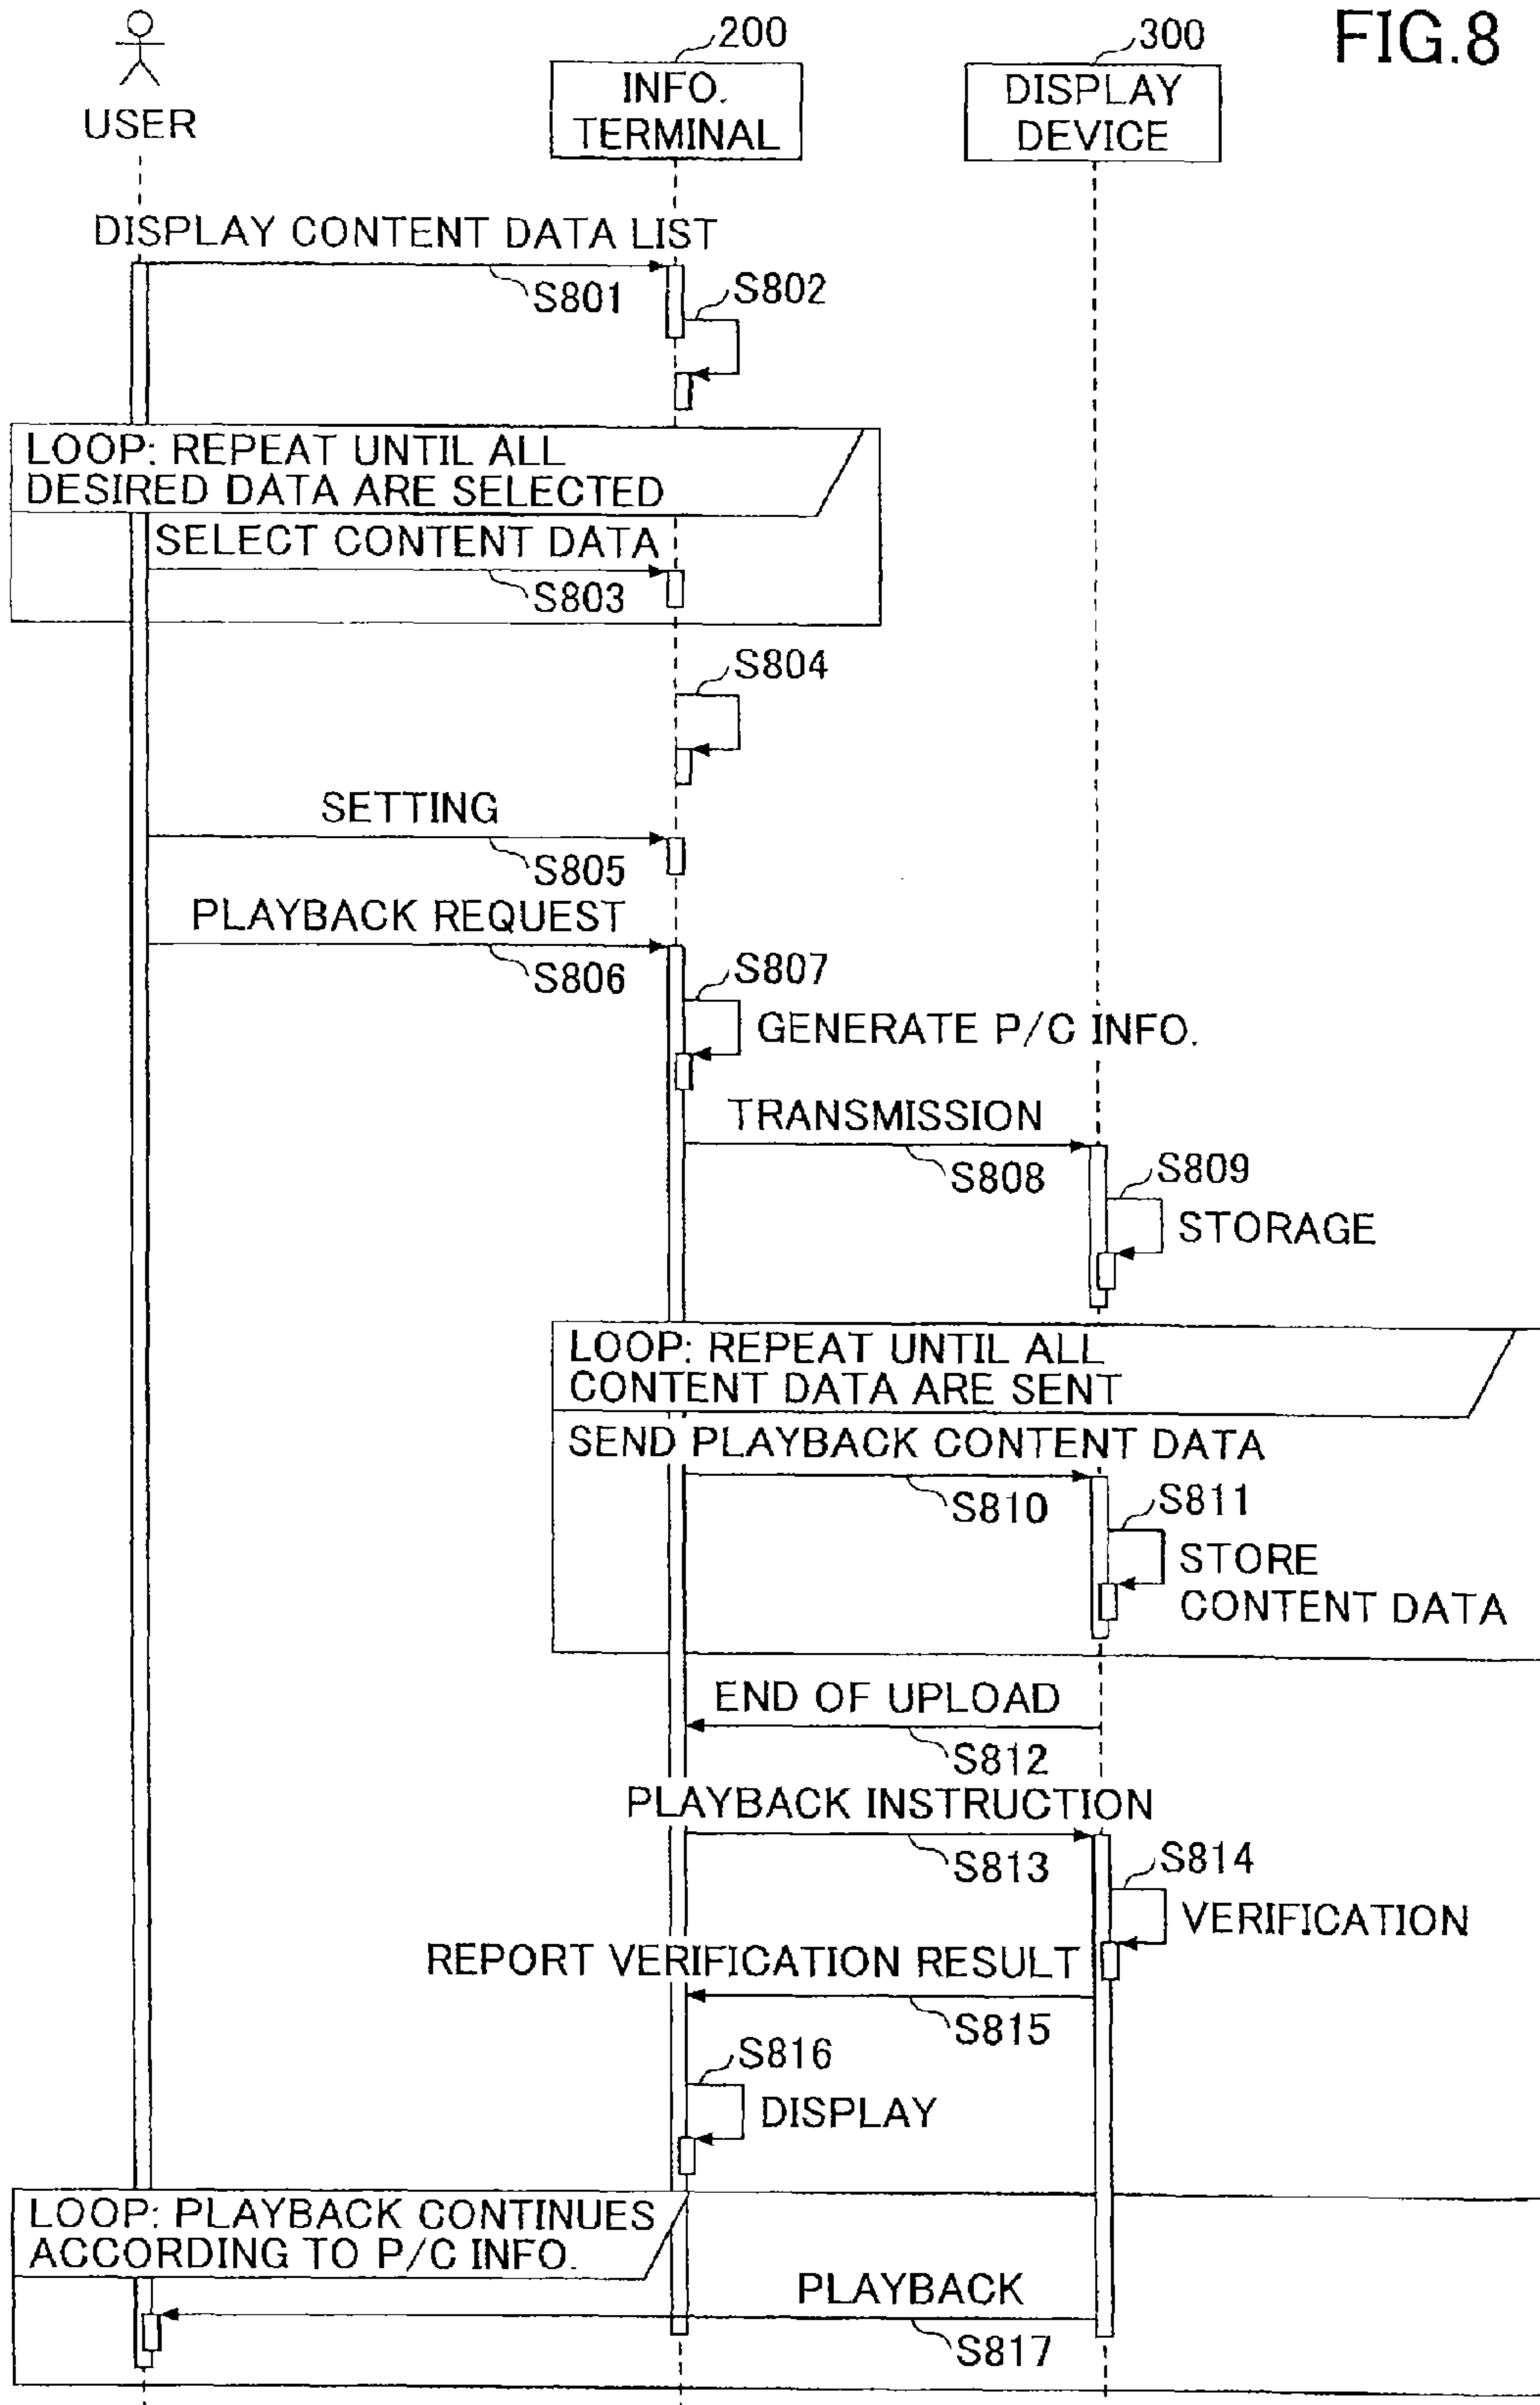 FIG.8
200
300
USER
INFO.
TERMINAL
DISPLAY
DEVICE
DISPLAY CONTENT DATA LIST
S801
S802
LOOP: REPEAT UNTIL ALL
DESIRED DATA ARE SELECTED
SELECT CONTENT DATA
S803
S804
SETTING
S805
PLAYBACK REQUEST
S806
S807
GENERATE P/C INFO.
TRANSMISSION
S808
S809
STORAGE
LOOP: REPEAT UNTIL ALL
CONTENT DATA ARE SENT
SEND PLAYBACK CONTENT DATA
S810
S811
STORE
CONTENT DATA
END OF UPLOAD
S812
PLAYBACK INSTRUCTION
S813
S814
VERIFICATION
REPORT VERIFICATION RESULT
S815
S816
DISPLAY
LOOP: PLAYBACK CONTINUES
ACCORDING TO P/C INFO.
PLAYBACK
S817